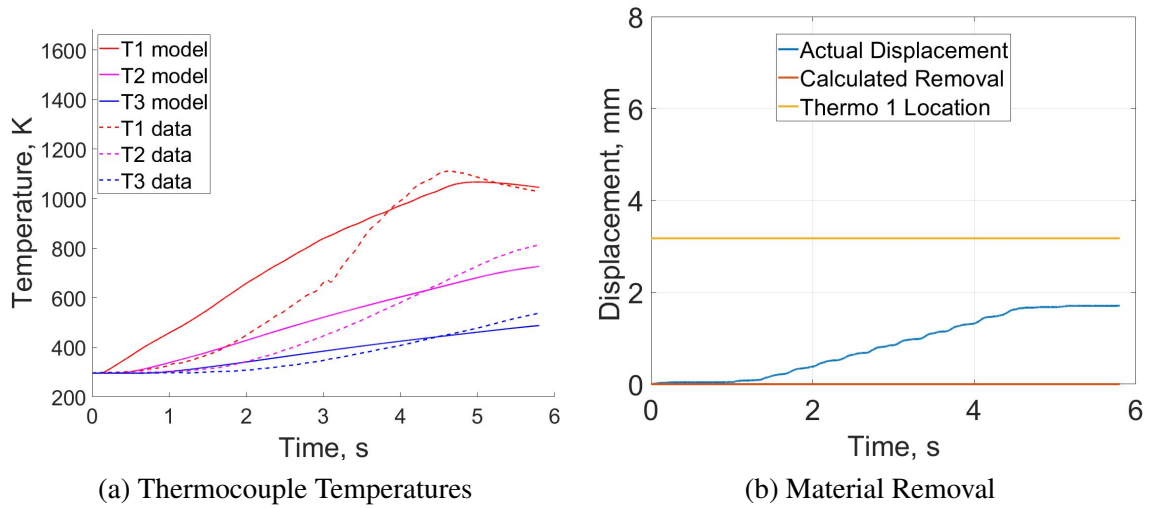 1600
1400
1200
1000
800
600
400
200
0
1
2
3
4
5
6
Temperature, K
Time, s
T1 model
T2 model
T3 model
T1 data
T2 data
T3 data
(a) Thermocouple Temperatures
8
6
4
2
0
0
2
4
6
Displacement, mm
Time, s
Actual Displacement
Calculated Removal
Thermo 1 Location
(b) Material Removal